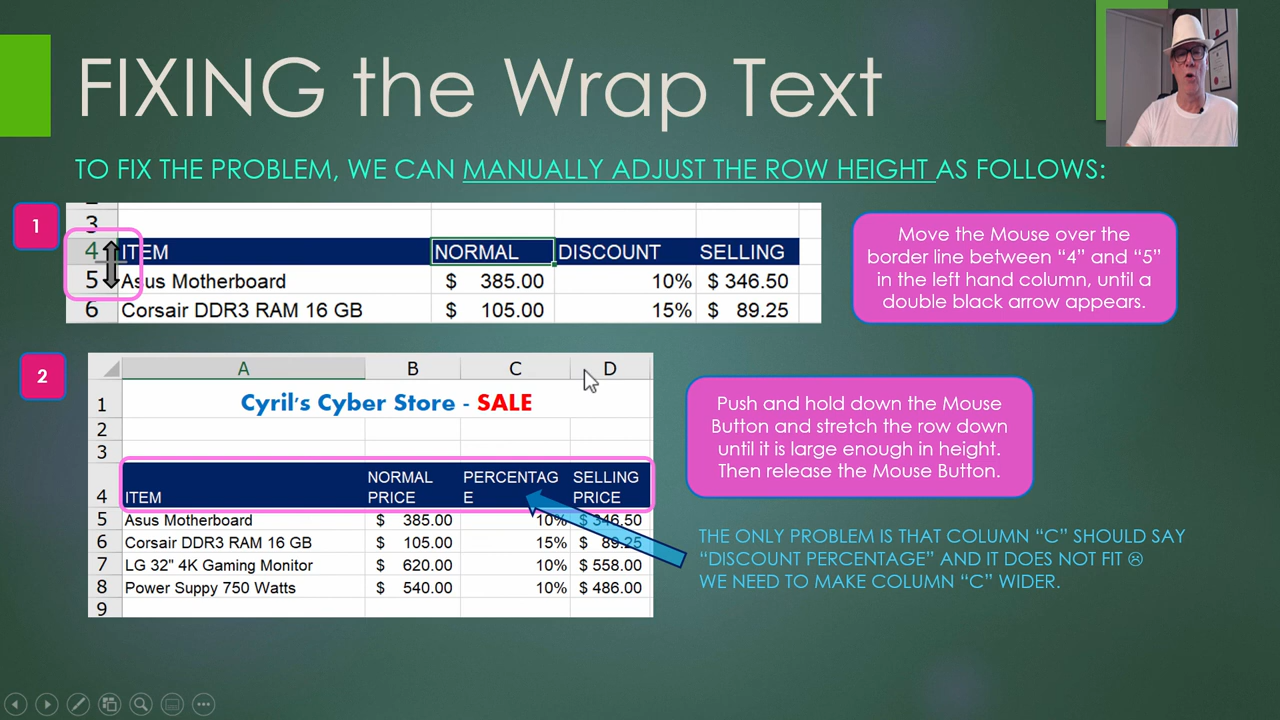 FIXING the Wrap Text
TO FIX THE PROBLEM, WE CAN MANUALLY ADJUST THE ROW HEIGHT AS FOLLOWS:
1
3
4 ITEM NORMAL DISCOUNT SELLING
5 Asus Motherboard $ 385.00 10% $ 346.50
6 Corsair DDR3 RAM 16 GB $ 105.00 15% $ 89.25
Move the Mouse over the
border line between “4” and “5”
in the left hand column, until a
double black arrow appears.
2
A B C D
1 Cyril's Cyber Store - SALE
2
3
NORMAL PERCENTAG SELLING
4 ITEM PRICE E PRICE
5 Asus Motherboard $ 385.00 10% $ 346.50
6 Corsair DDR3 RAM 16 GB $ 105.00 15% $ 89.25
7 LG 32" 4K Gaming Monitor $ 620.00 10% $ 558.00
8 Power Suppy 750 Watts $ 540.00 10% $ 486.00
9
Push and hold down the Mouse
Button and stretch the row down
until it is large enough in height.
Then release the Mouse Button.
THE ONLY PROBLEM IS THAT COLUMN “C” SHOULD SAY
“DISCOUNT PERCENTAGE” AND IT DOES NOT FIT ☹
WE NEED TO MAKE COLUMN “C” WIDER.